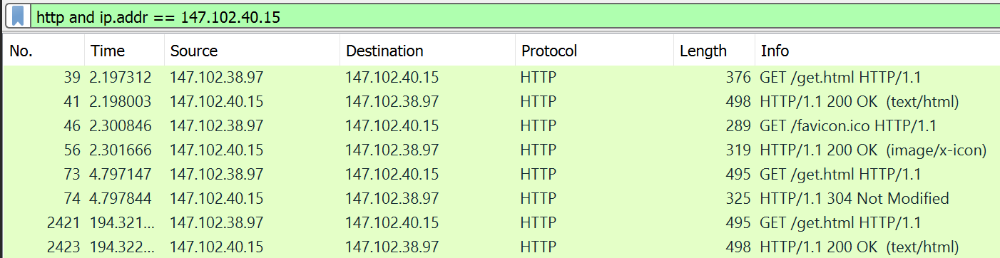 http and ip.addr == 147.102.40.15
No. Time Source Destination Protocol Length Info
39 2.197312 147.102.38.97 147.102.40.15 HTTP 376 GET /get.html HTTP/1.1
41 2.198003 147.102.40.15 147.102.38.97 HTTP 498 HTTP/1.1 200 OK (text/html)
46 2.300846 147.102.38.97 147.102.40.15 HTTP 289 GET /favicon.ico HTTP/1.1
56 2.301666 147.102.40.15 147.102.38.97 HTTP 319 HTTP/1.1 200 OK (image/x-icon)
73 4.797147 147.102.38.97 147.102.40.15 HTTP 495 GET /get.html HTTP/1.1
74 4.797844 147.102.40.15 147.102.38.97 HTTP 325 HTTP/1.1 304 Not Modified
2421 194.321... 147.102.38.97 147.102.40.15 HTTP 495 GET /get.html HTTP/1.1
2423 194.322... 147.102.40.15 147.102.38.97 HTTP 498 HTTP/1.1 200 OK (text/html)